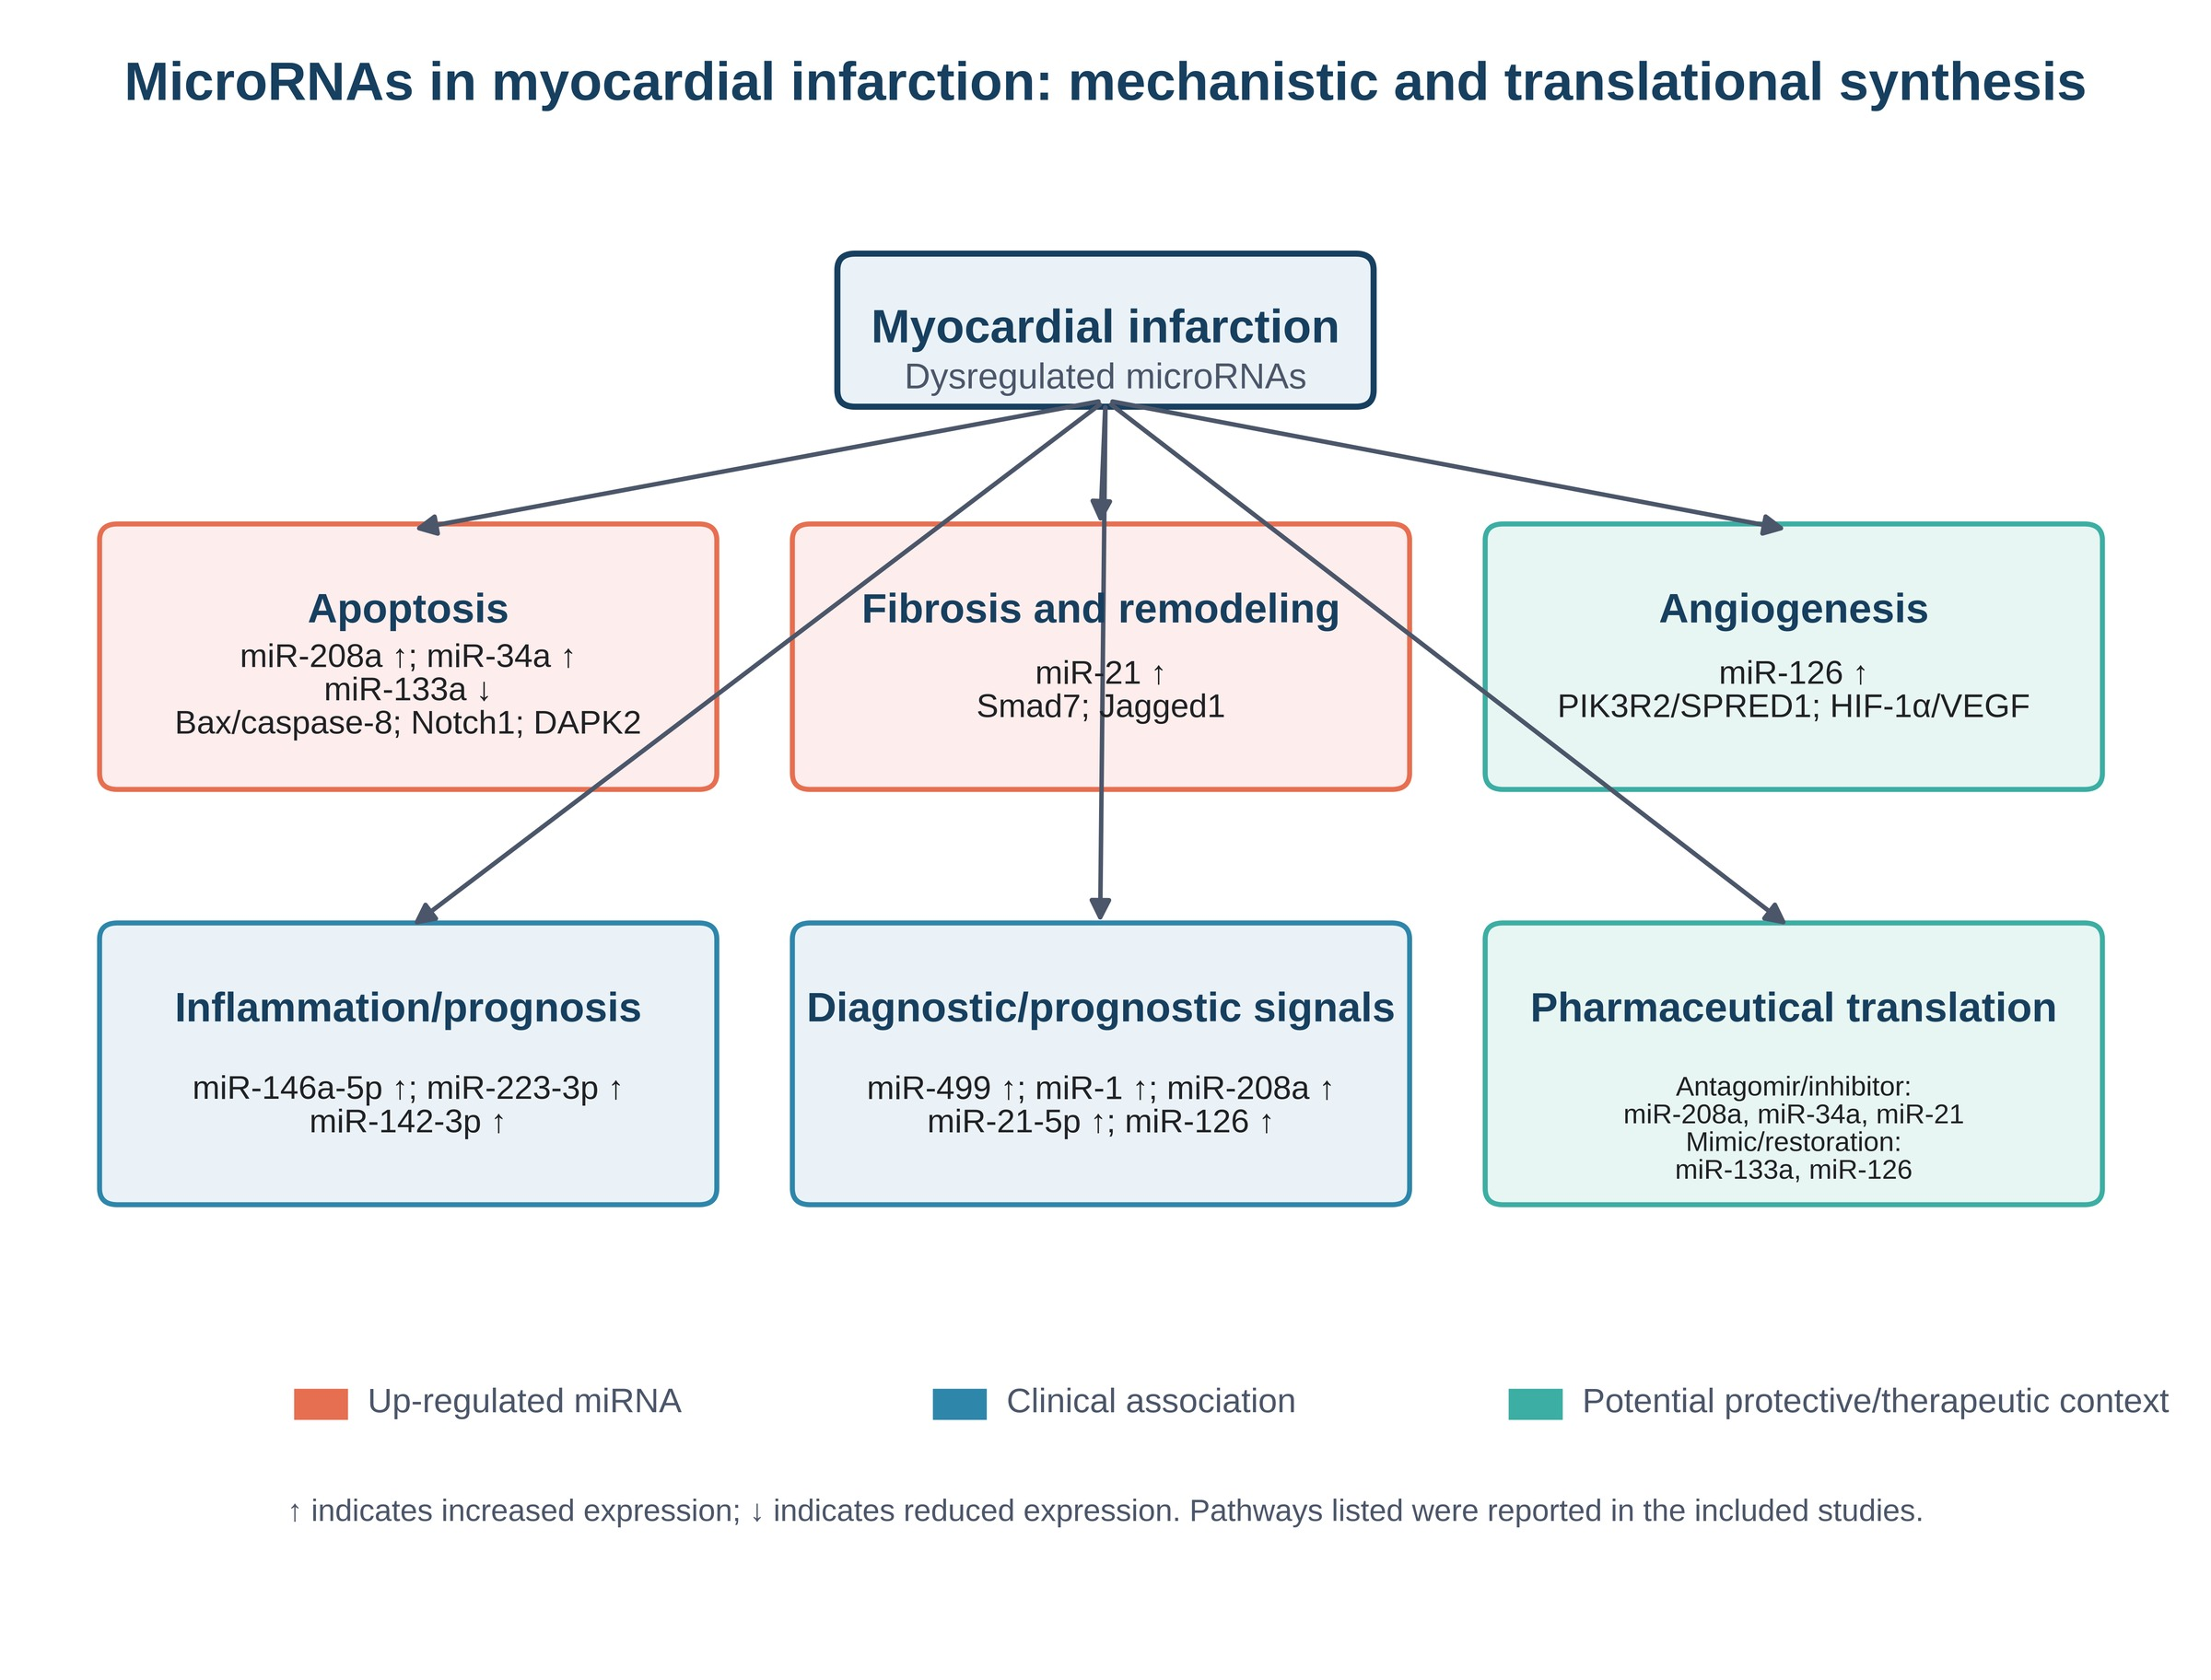 MicroRNAs in myocardial infarction: mechanistic and translational synthesis
Myocardial infarction
Dysregulated microRNAs
Apoptosis
miR-208a ↑; miR-34a ↑
miR-133a ↓
Bax/caspase-8; Notch1; DAPK2
Fibrosis and remodeling
miR-21 ↑
Smad7; Jagged1
Angiogenesis
miR-126 ↑
PIK3R2/SPRED1; HIF-1α/VEGF
Inflammation/prognosis
miR-146a-5p ↑; miR-223-3p ↑
miR-142-3p ↑
Diagnostic/prognostic signals
miR-499 ↑; miR-1 ↑; miR-208a ↑
miR-21-5p ↑; miR-126 ↑
Pharmaceutical translation
Antagomir/inhibitor:
miR-208a, miR-34a, miR-21
Mimic/restoration:
miR-133a, miR-126
Up-regulated miRNA
Clinical association
Potential protective/therapeutic context
↑ indicates increased expression; ↓ indicates reduced expression. Pathways listed were reported in the included studies.